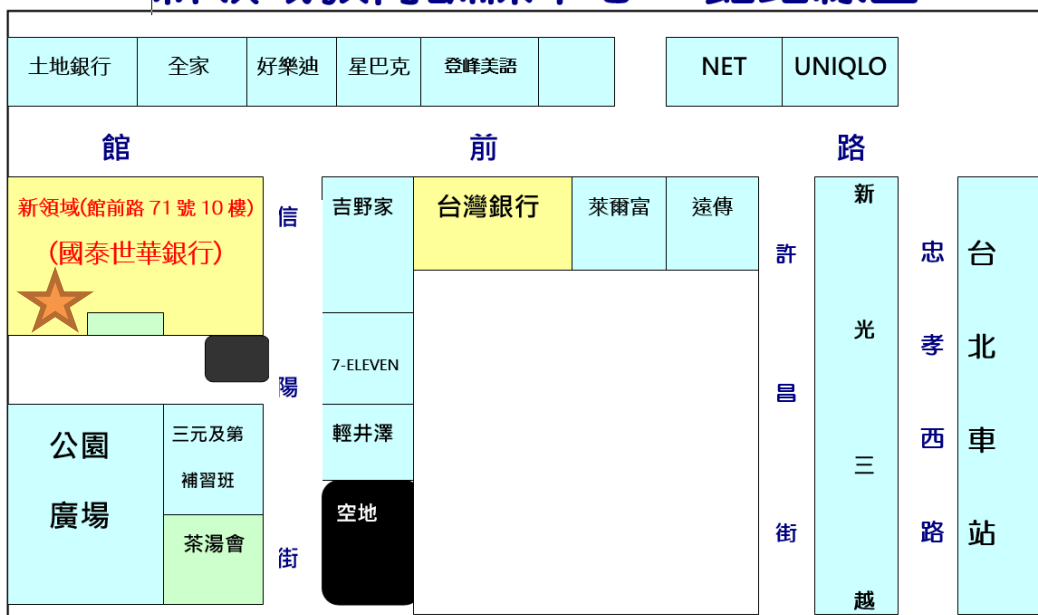 土地銀行
全家
好樂迪
星巴克
登峰美語
NET
UNIQLO
館前路
新領域(館前路 71 號 10 樓)
(國泰世華銀行)
信陽街
吉野家
台灣銀行
萊爾富
遠傳
7-ELEVEN
輕井澤
空地
公園
廣場
三元及第
補習班
茶湯會
許昌街
新光三越
忠孝西路
台北車站